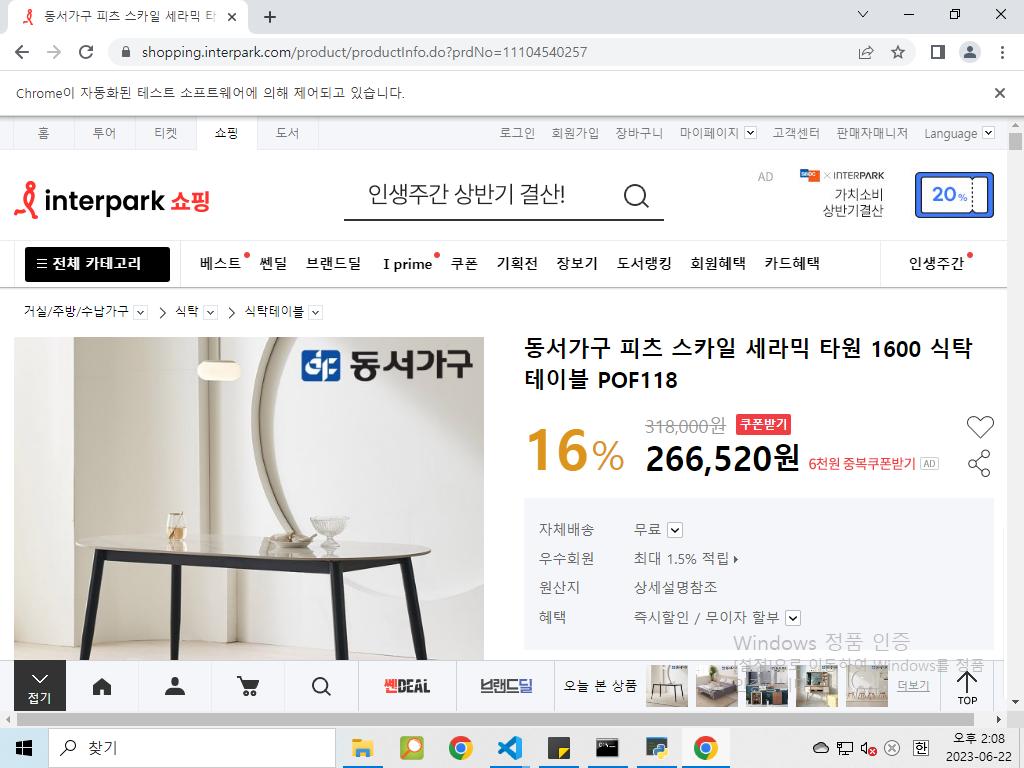 동서가구 피츠 스카일 세라믹 타
shopping.interpark.com/product/productInfo.do?prdNo=11104540257
Chrome이 자동화된 테스트 소프트웨어에 의해 제어되고 있습니다.
홈 투어 티켓 쇼핑 도서 로그인 회원가입 장바구니 마이페이지 고객센터 판매자매니저 Language
interpark 쇼핑 인생주간 상반기 결산! AD × INTERPARK
가치소비
상반기결산
20%
전체 카테고리 베스트 쎈딜 브랜드딜 I prime 쿠폰 기획전 장보기 도서랭킹 회원혜택 카드혜택 인생주간
거실/주방/수납가구 식탁 식탁테이블
동서가구
동서가구 피츠 스카일 세라믹 타원 1600 식탁
테이블 POF118
16%
318,000원 쿠폰받기
266,520원 6천원 중복쿠폰받기 AD
자체배송 무료
우수회원 최대 1.5% 적립
원산지 상세설명참조
혜택 즉시할인 / 무이자 할부
Windows 정품 인증
[설정]으로 이동하여 Windows를 정품
접기 쎈DEAL 브랜드딜 오늘 본 상품 더보기 TOP
찾기
한
오후 2:08
2023-06-22